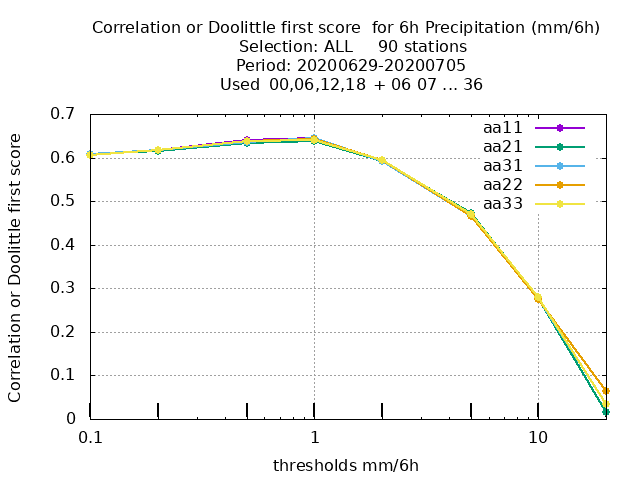 Correlation or Doolittle first score  for 6h Precipitation (mm/6h)
Selection: ALL     90 stations
Period: 20200629-20200705
Used 00,06,12,18 + 06 07 ... 36
Correlation or Doolittle first score
0.7
0.6
0.5
0.4
0.3
0.2
0.1
0
aa11
aa21
aa31
aa22
aa33
0.1
1
10
thresholds mm/6h